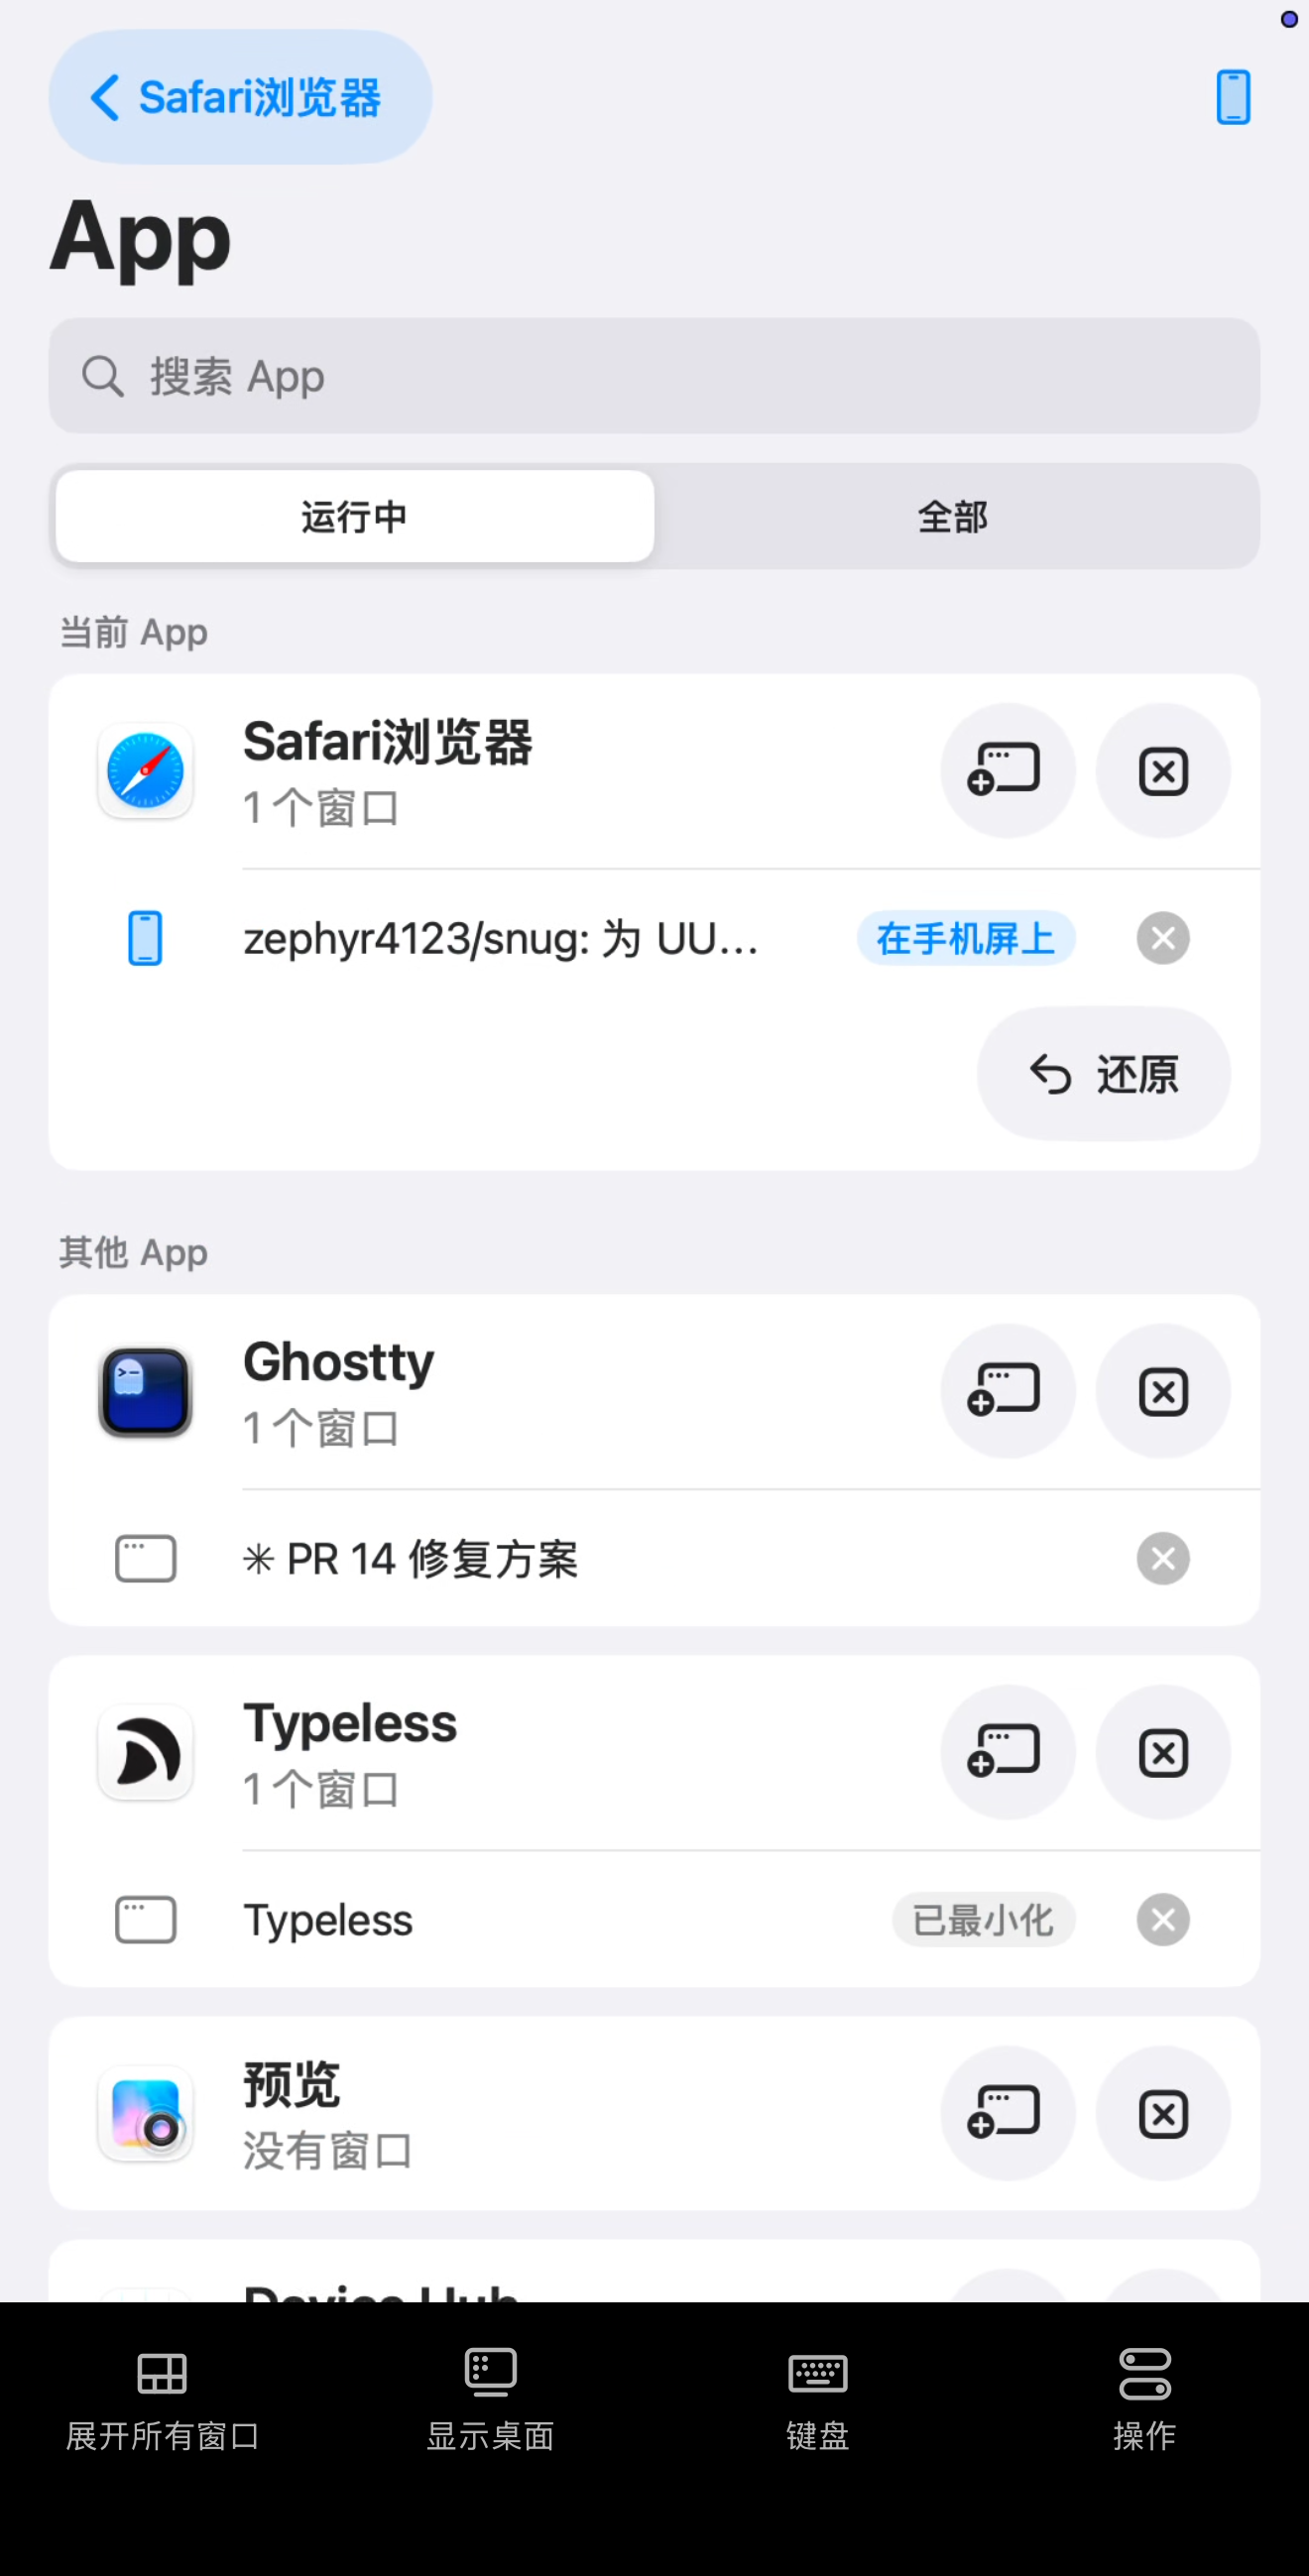 Safari浏览器
App
搜索 App
运行中
全部
当前 App
Safari浏览器
1 个窗口
zephyr4123/snug: 为 UU...
在手机屏上
还原
其他 App
Ghostty
1 个窗口
✳ PR 14 修复方案
Typeless
1 个窗口
Typeless
已最小化
预览
没有窗口
Device Hub
展开所有窗口
显示桌面
键盘
操作